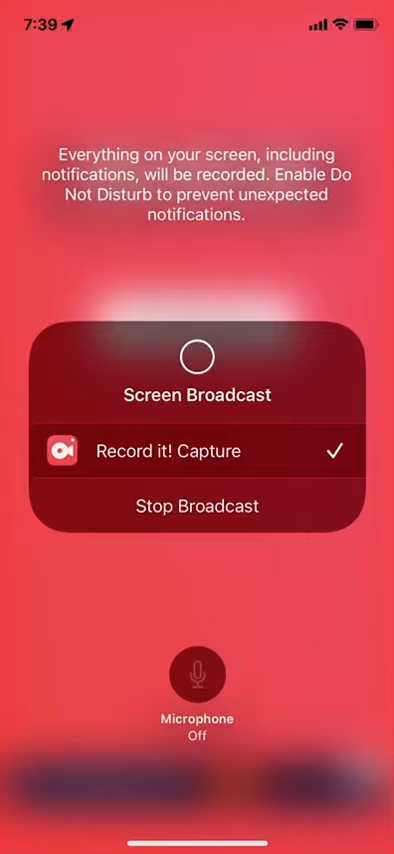 7:39
Everything on your screen, including
notifications, will be recorded. Enable Do
Not Disturb to prevent unexpected
notifications.
Screen Broadcast
Record it! Capture
Stop Broadcast
Microphone
Off